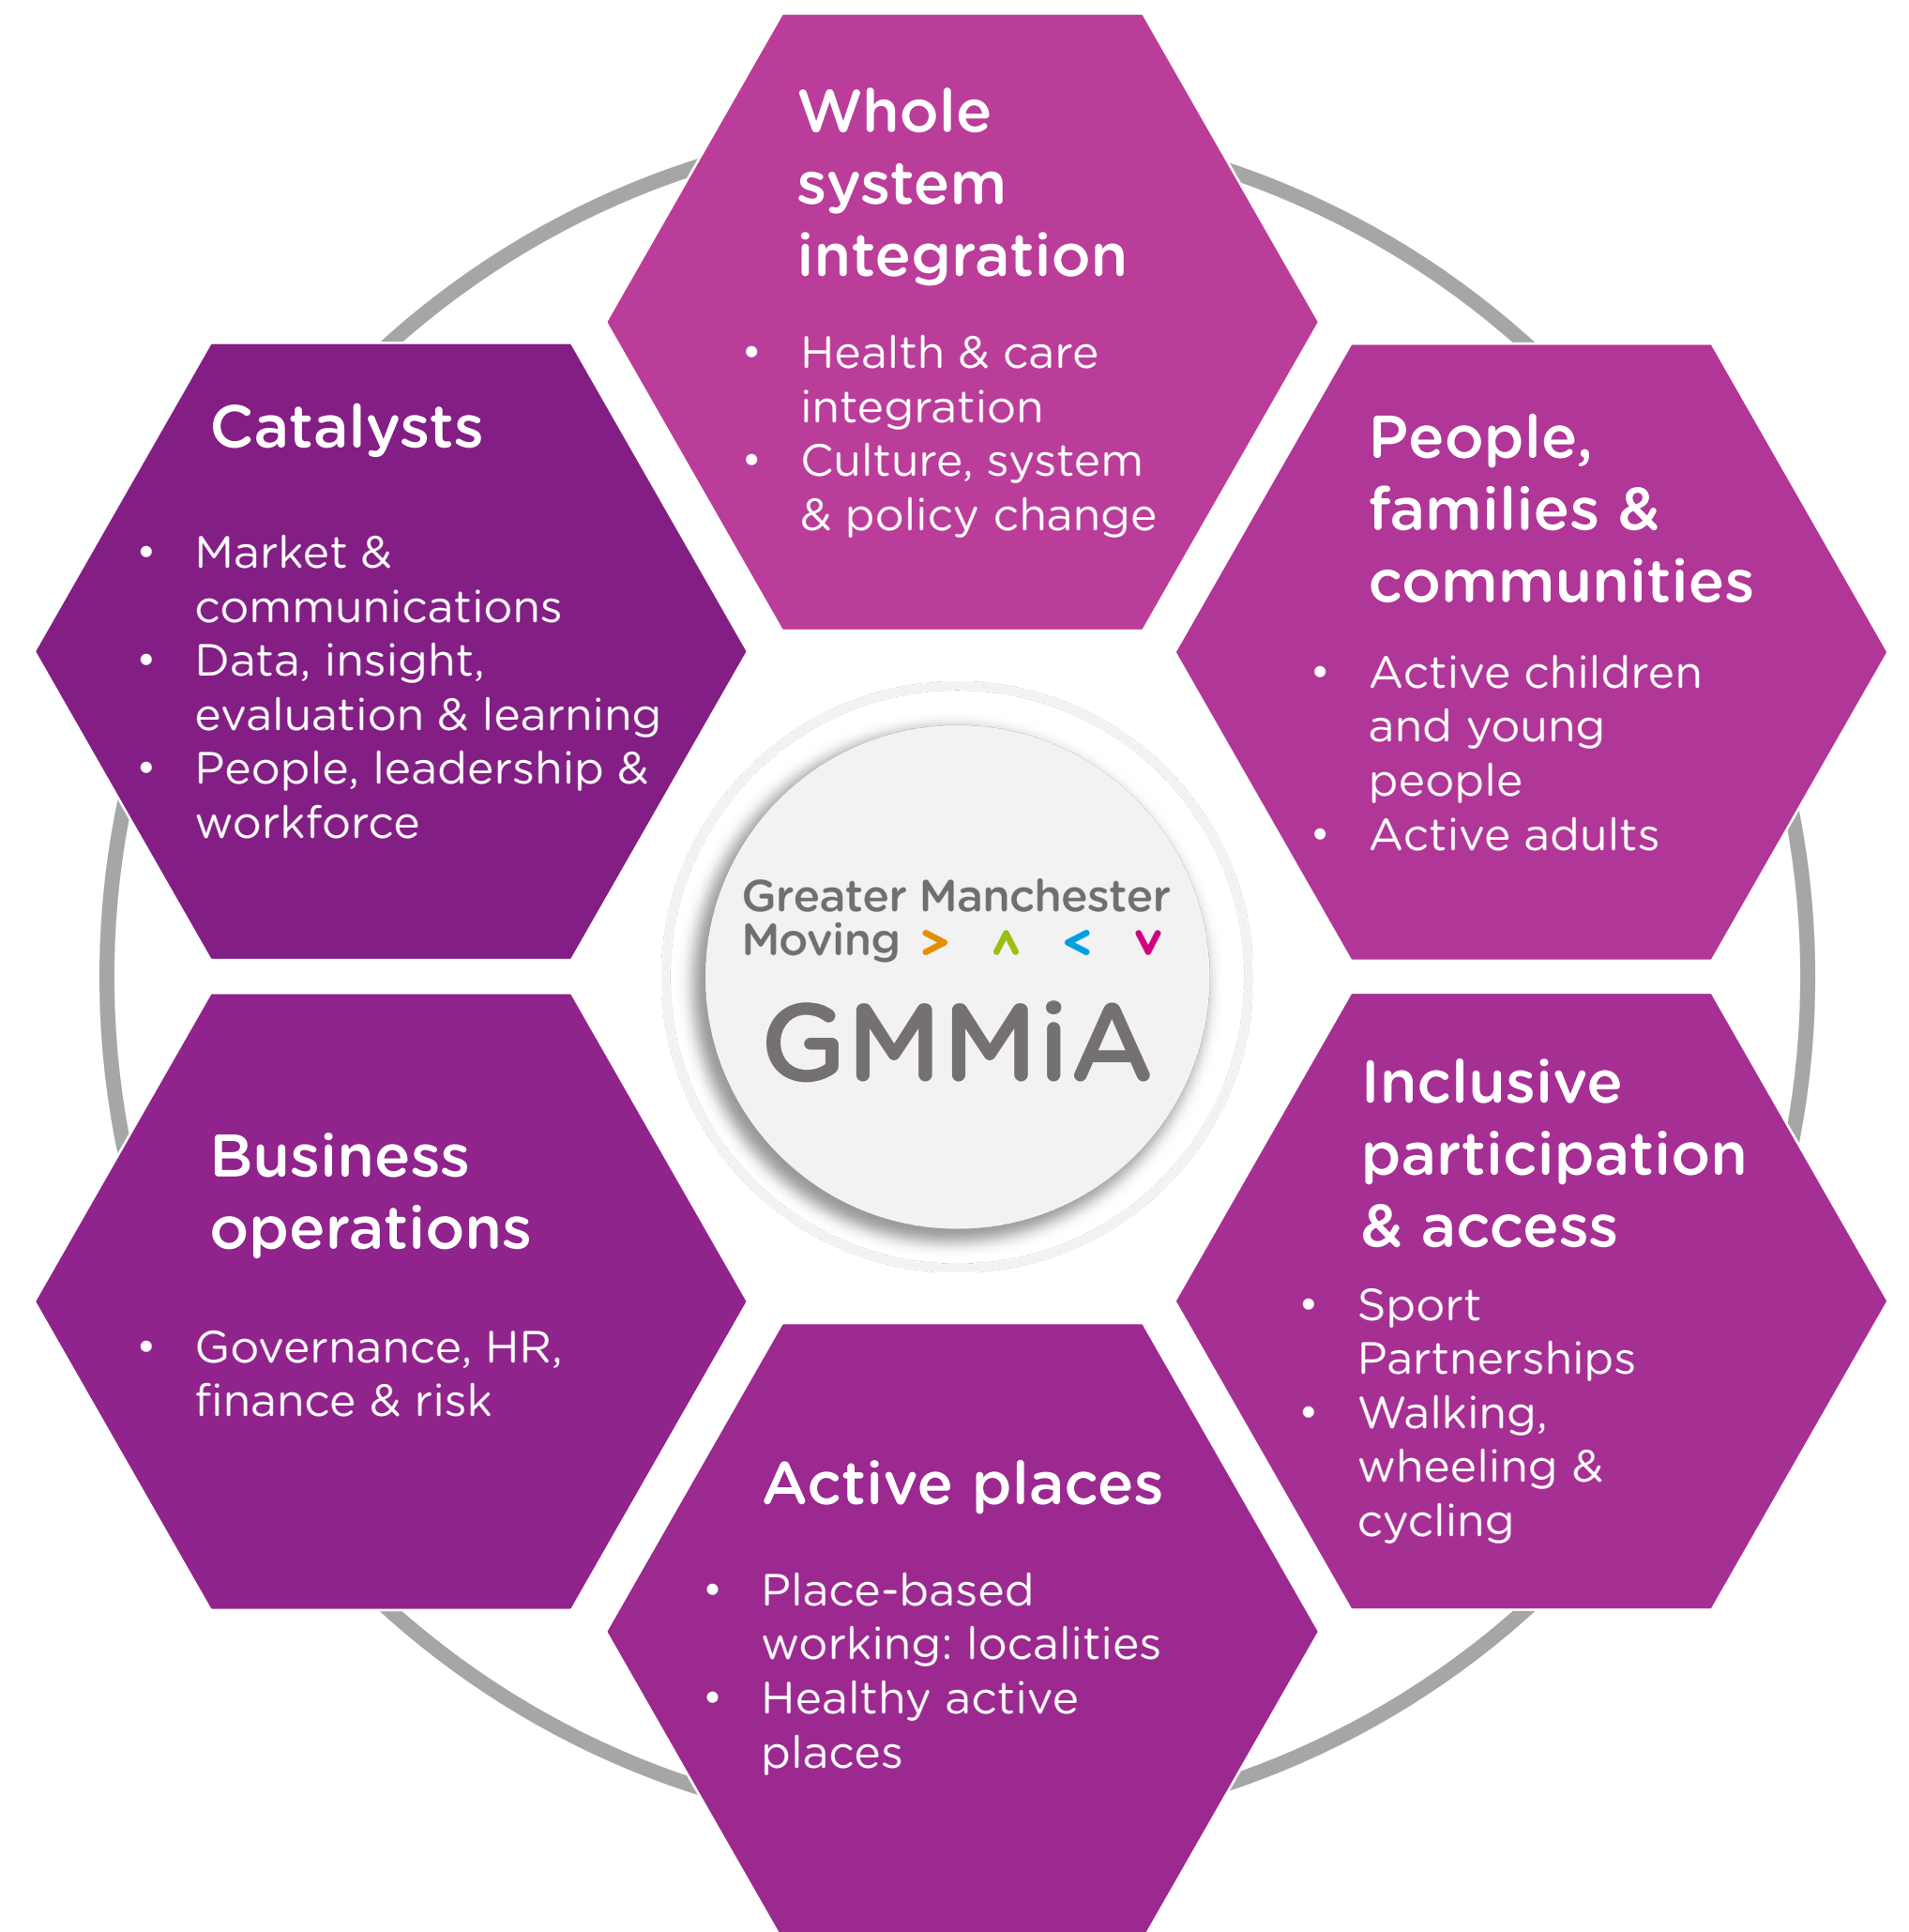 Whole
system
integration
• Health & care
integration
• Culture, system
& policy change
People,
families &
communities
• Active children
and young
people
• Active adults
Inclusive
participation
& access
• Sport
Partnerships
• Walking,
wheeling &
cycling
Active places
• Place-based
working: localities
• Healthy active
places
Business
operations
• Governance, HR,
finance & risk
Catalysts
• Market &
communications
• Data, insight,
evaluation & learning
• People, leadership &
workforce
Greater Manchester
Moving > ʌ < v
GMMiA